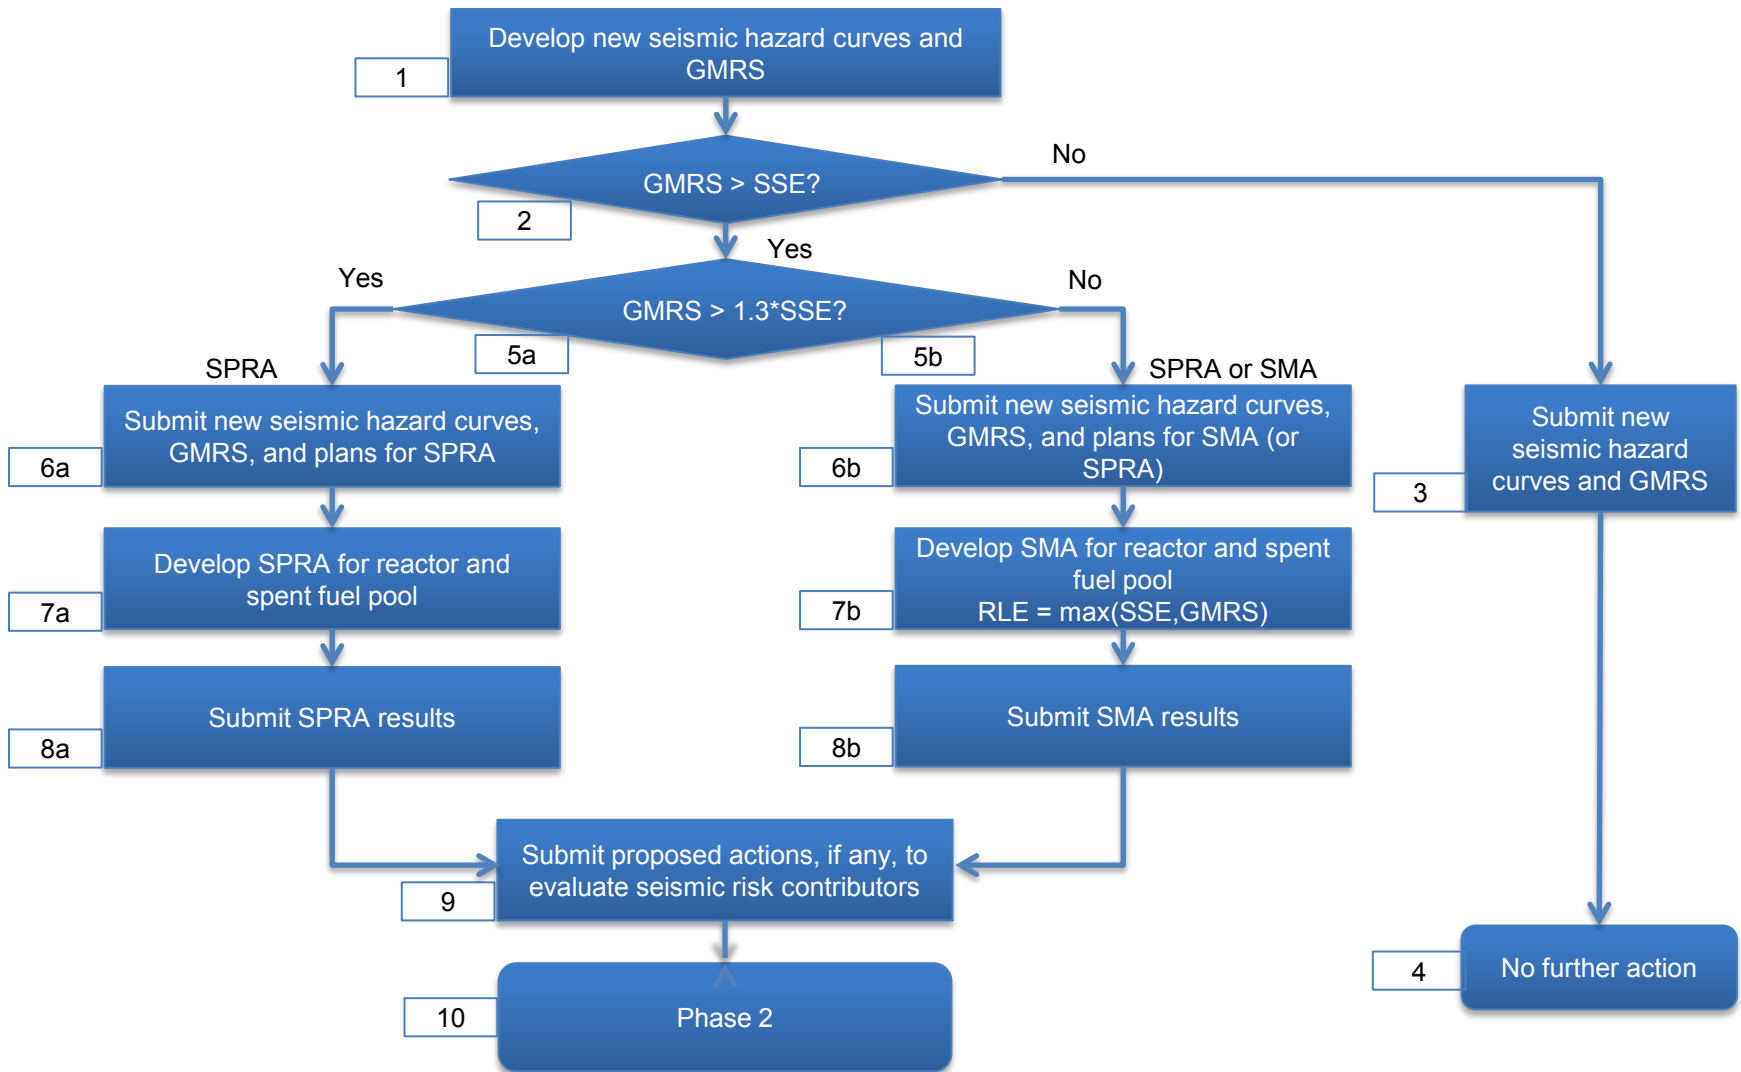 Develop new seismic hazard curves and
GMRS
1
No
GMRS > SSE?
2
Yes
Yes
No
GMRS > 1.3*SSE?
5a
5b
SPRA
SPRA or SMA
Submit new seismic hazard curves,
GMRS, and plans for SPRA
6a
Submit new seismic hazard curves,
GMRS, and plans for SMA (or
SPRA)
6b
Submit new
seismic hazard
curves and GMRS
3
Develop SPRA for reactor and
spent fuel pool
7a
Develop SMA for reactor and spent
fuel pool
RLE = max(SSE,GMRS)
7b
Submit SPRA results
8a
Submit SMA results
8b
Submit proposed actions, if any, to
evaluate seismic risk contributors
9
No further action
4
Phase 2
10